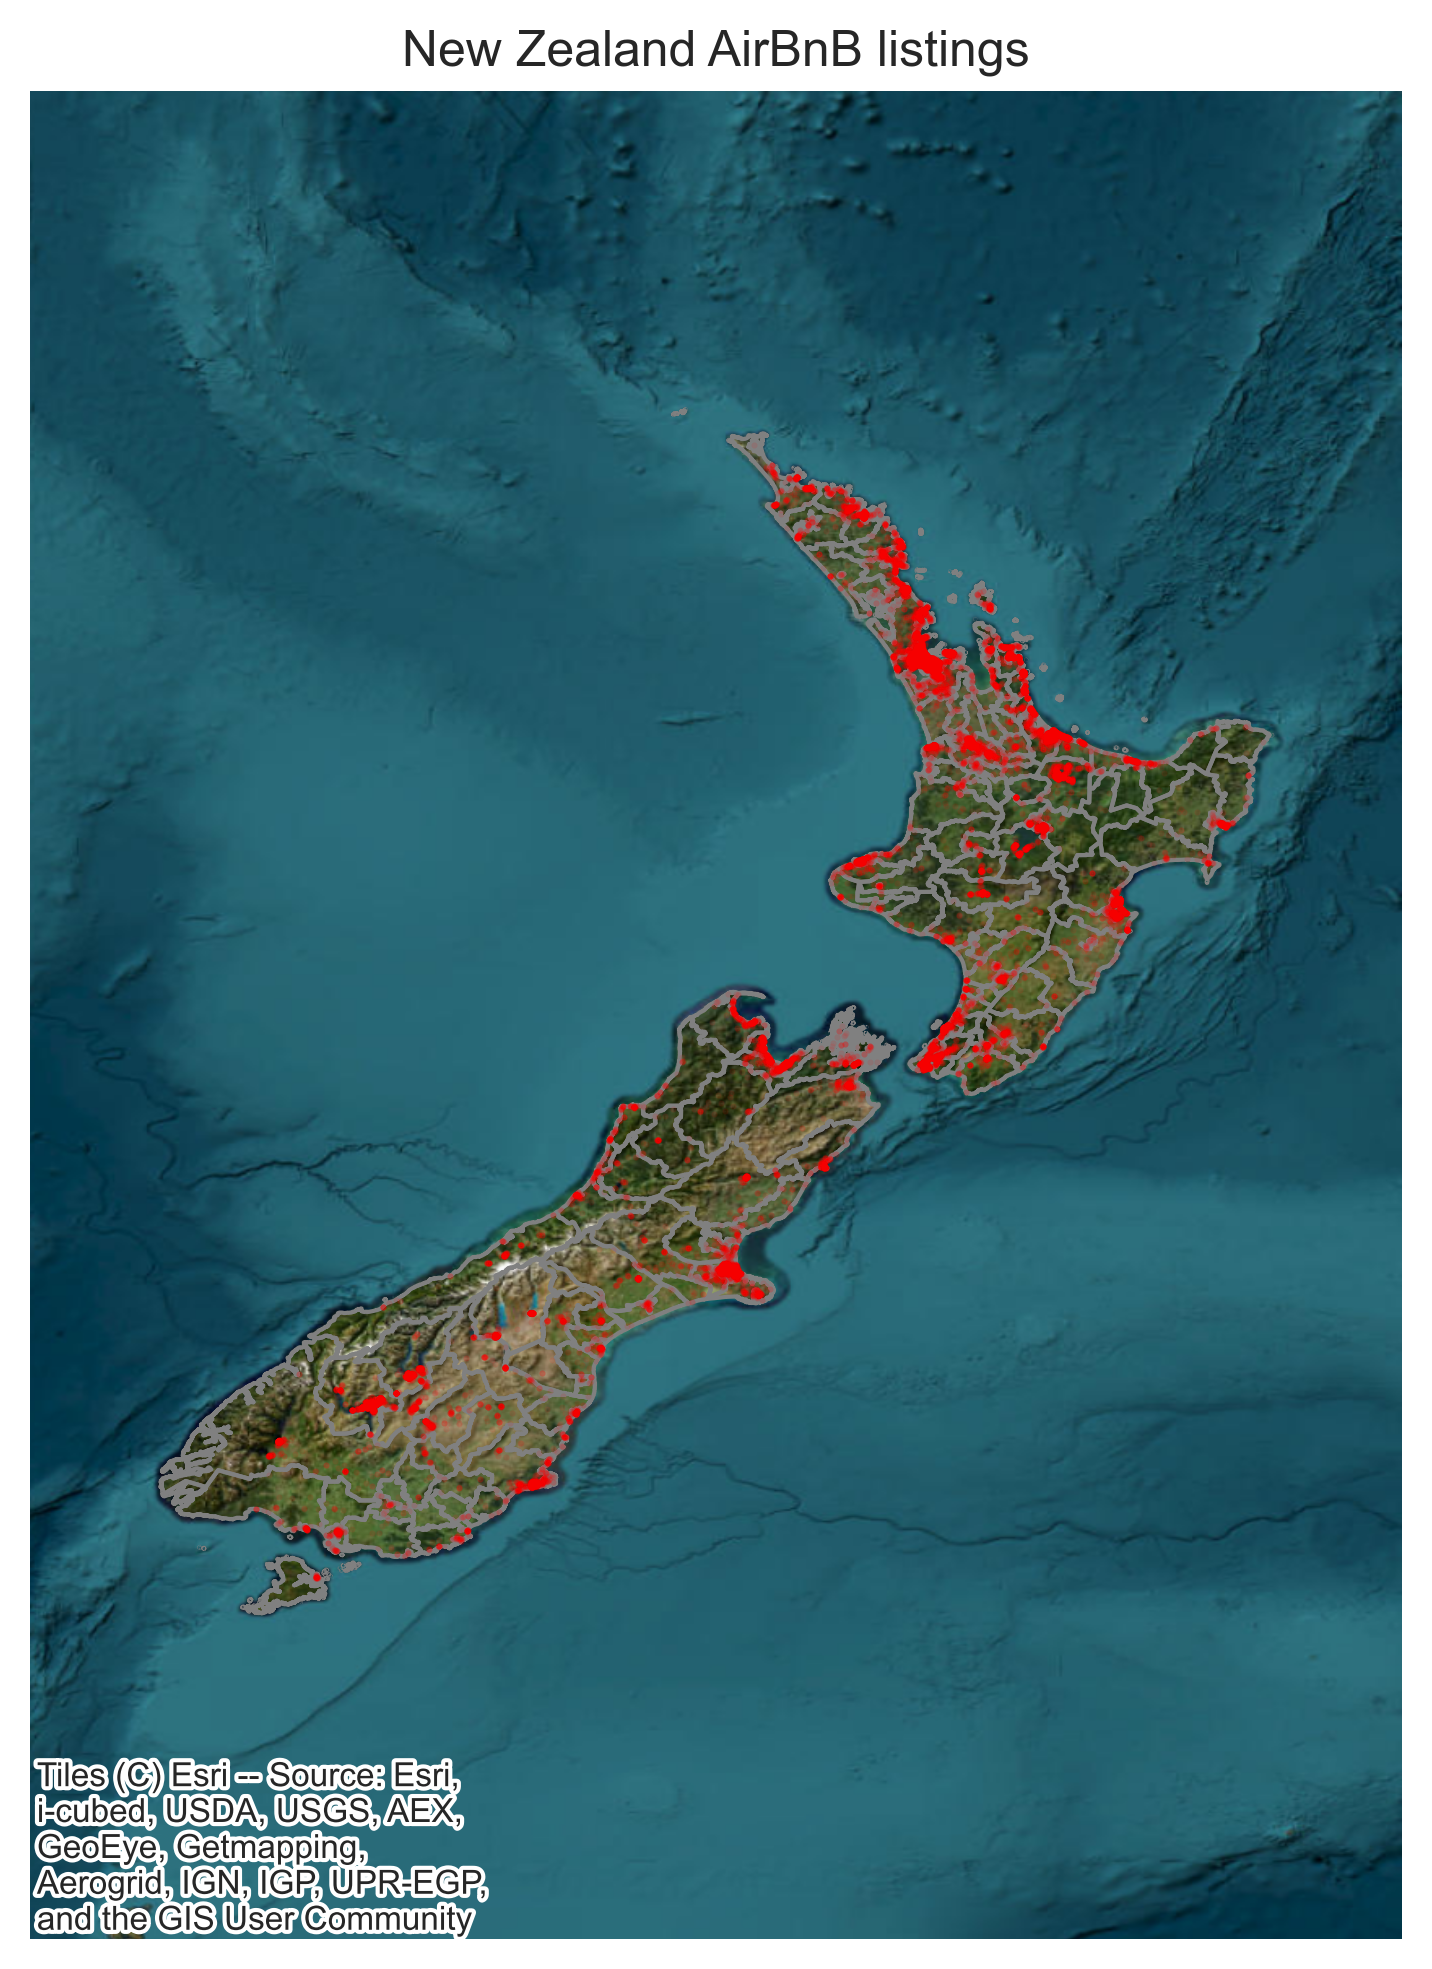 New Zealand AirBnB listings
Tiles (C) Esri -- Source: Esri,
i-cubed, USDA, USGS, AEX,
GeoEye, Getmapping,
Aerogrid, IGN, IGP, UPR-EGP,
and the GIS User Community